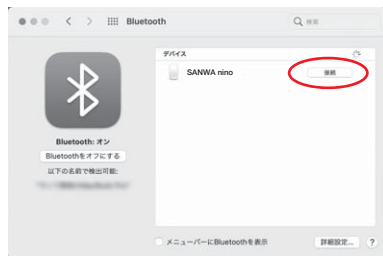 Bluetooth
検索
デバイス
SANWA nino
接続
Bluetooth: オン
Bluetoothをオフにする
以下の名前で検出可能:
メニューバーにBluetoothを表示
詳細設定...
?